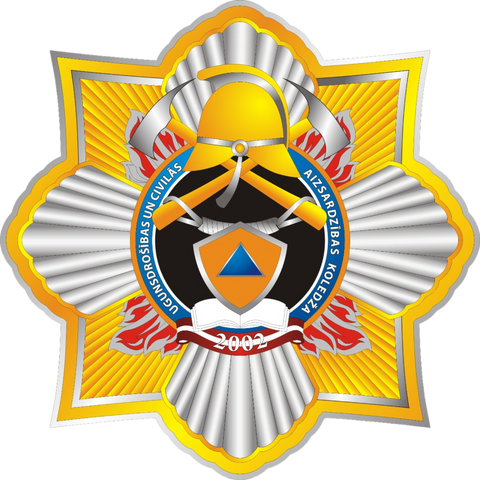 UGUNSDROŠĪBAS UN CIVILĀS
AIZSARDZĪBAS KOLEDŽA
2002